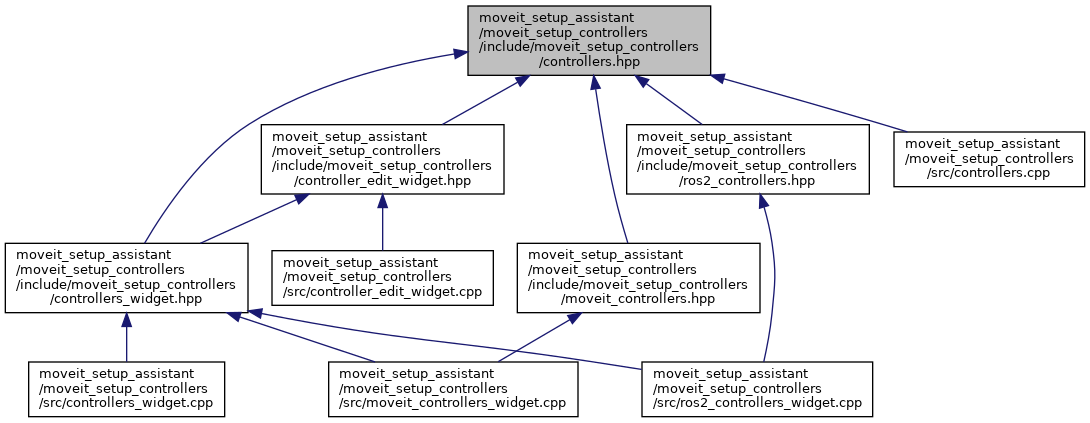 moveit_setup_assistant
/moveit_setup_controllers
/include/moveit_setup_controllers
/controllers.hpp
moveit_setup_assistant
/moveit_setup_controllers
/include/moveit_setup_controllers
/controller_edit_widget.hpp
moveit_setup_assistant
/moveit_setup_controllers
/include/moveit_setup_controllers
/ros2_controllers.hpp
moveit_setup_assistant
/moveit_setup_controllers
/src/controllers.cpp
moveit_setup_assistant
/moveit_setup_controllers
/include/moveit_setup_controllers
/controllers_widget.hpp
moveit_setup_assistant
/moveit_setup_controllers
/src/controller_edit_widget.cpp
moveit_setup_assistant
/moveit_setup_controllers
/include/moveit_setup_controllers
/moveit_controllers.hpp
moveit_setup_assistant
/moveit_setup_controllers
/src/controllers_widget.cpp
moveit_setup_assistant
/moveit_setup_controllers
/src/moveit_controllers_widget.cpp
moveit_setup_assistant
/moveit_setup_controllers
/src/ros2_controllers_widget.cpp